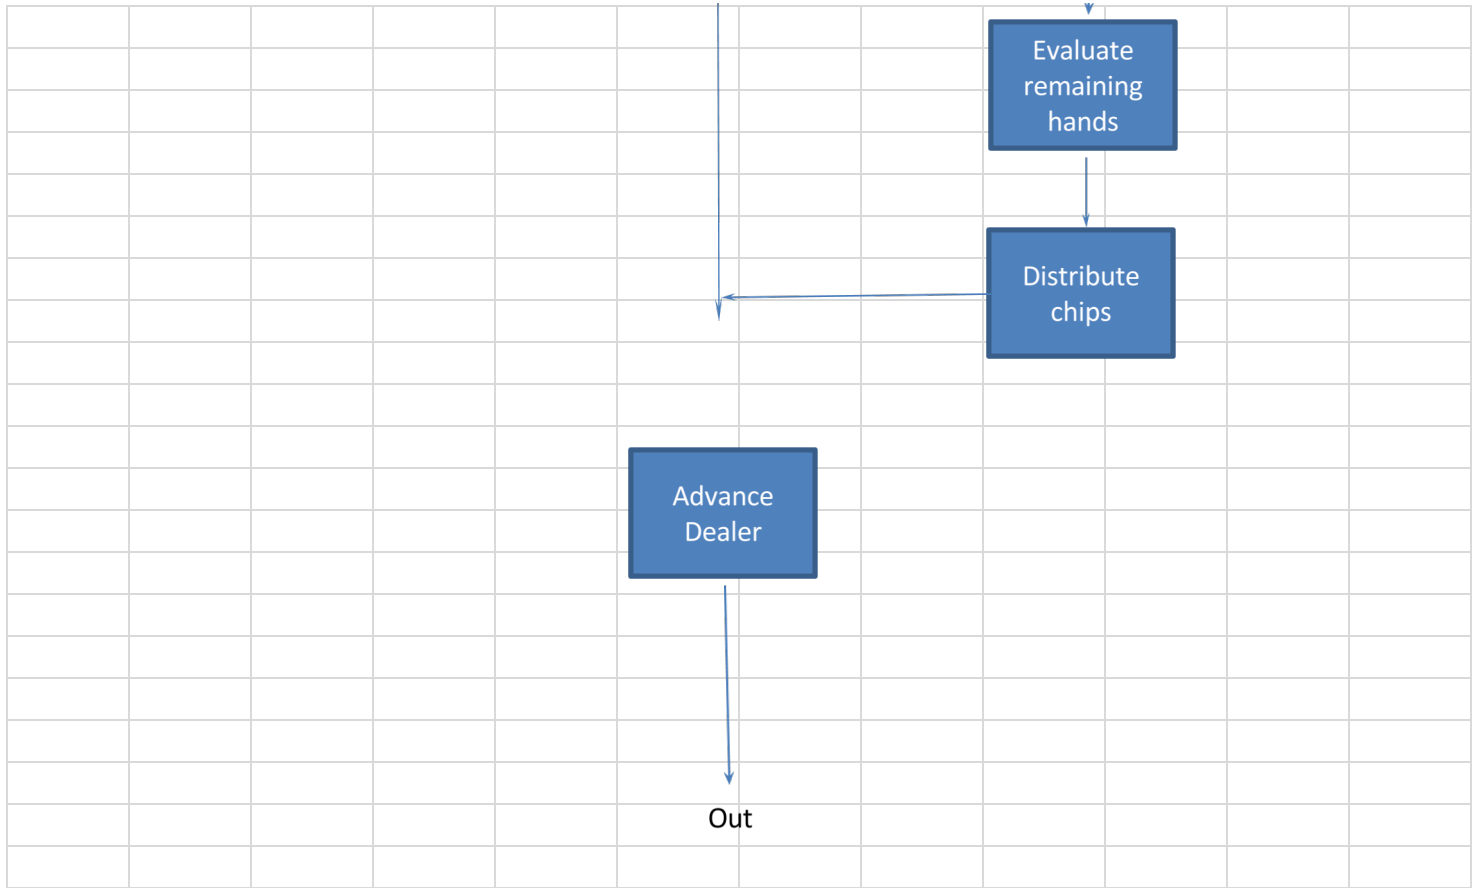 Evaluate
remaining
hands
Distribute
chips
Advance
Dealer
Out